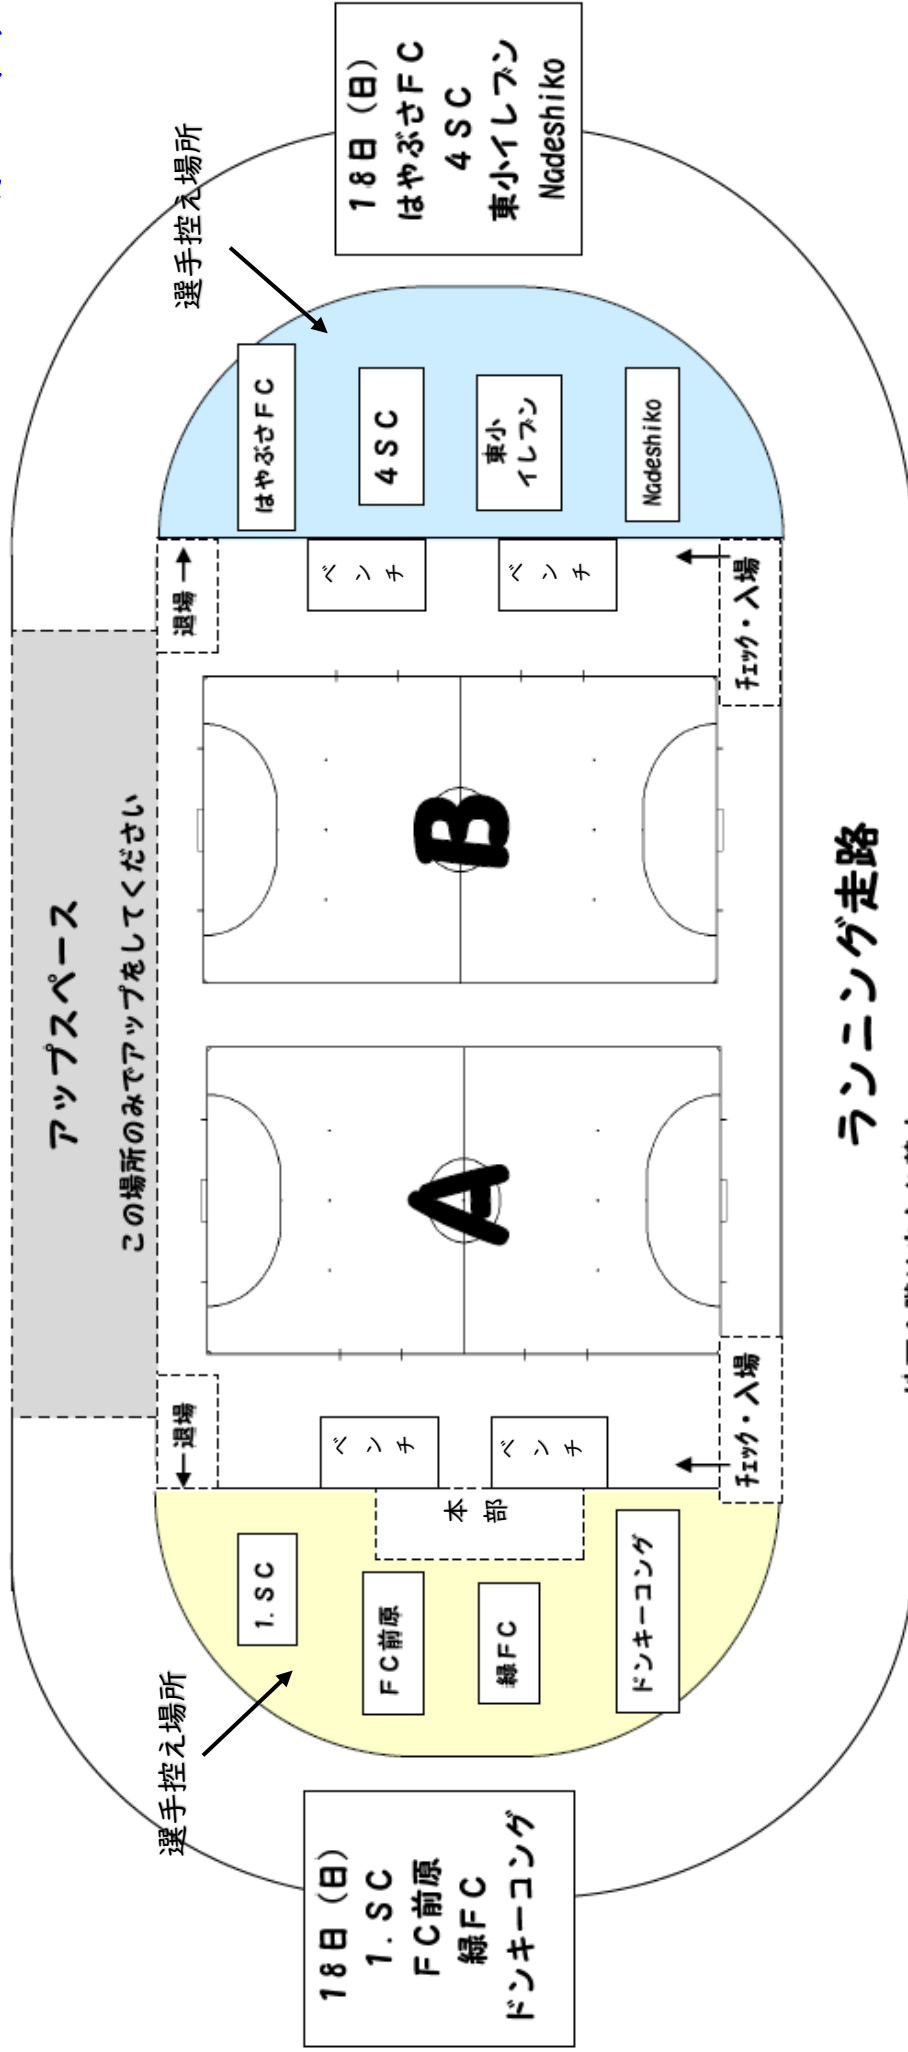 アップスペース
この場所のみでアップをしてください
選手控え場所
選手控え場所
← 退場
退場 →
18日（日）
1.SC
ＦＣ前原
緑ＦＣ
ドンキーコング
1.SC
ＦＣ前原
緑ＦＣ
ドンキーコング
本部
ベンチ
ベンチ
A
B
ベンチ
ベンチ
はやぶさＦＣ
４ＳＣ
東小
イレブン
Nadeshiko
18日（日）
はやぶさＦＣ
４ＳＣ
東小イレブン
Nadeshiko
チェック・入場
チェック・入場
ランニング走路